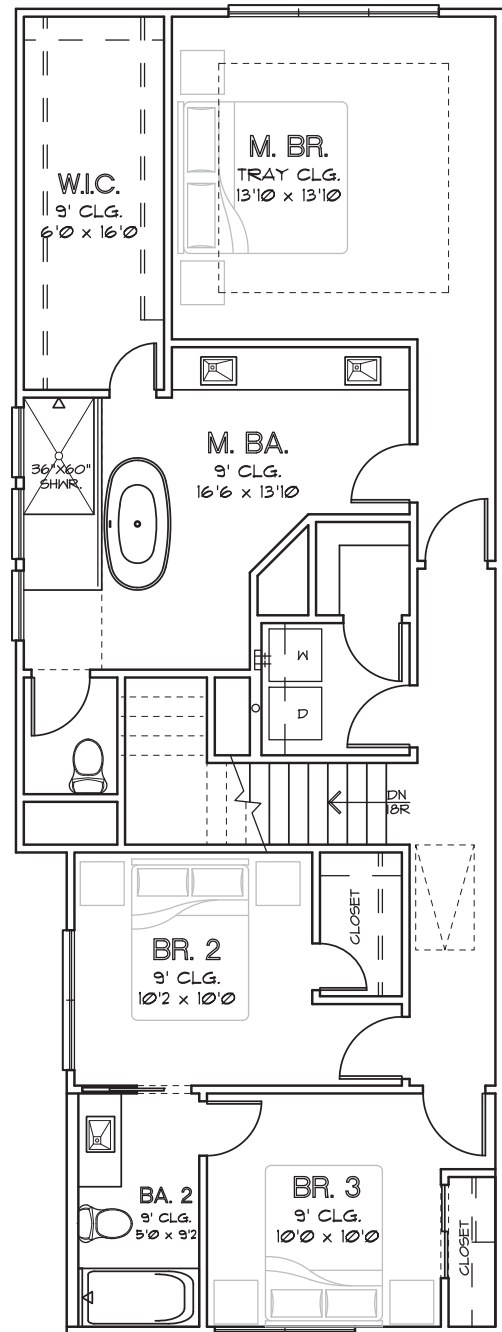 M. BR.
TRAY CLG.
13'10 x 13'10
W.I.C.
9' CLG.
6'0 x 16'0
M. BA.
9' CLG.
16'6 x 13'10
36"X60"
SHWR.
W
D
DN
18R
CLOSET
BR. 2
9' CLG.
10'2 x 10'0
BR. 3
9' CLG.
10'0 x 10'0
BA. 2
9' CLG.
5'0 x 9'2
CLOSET